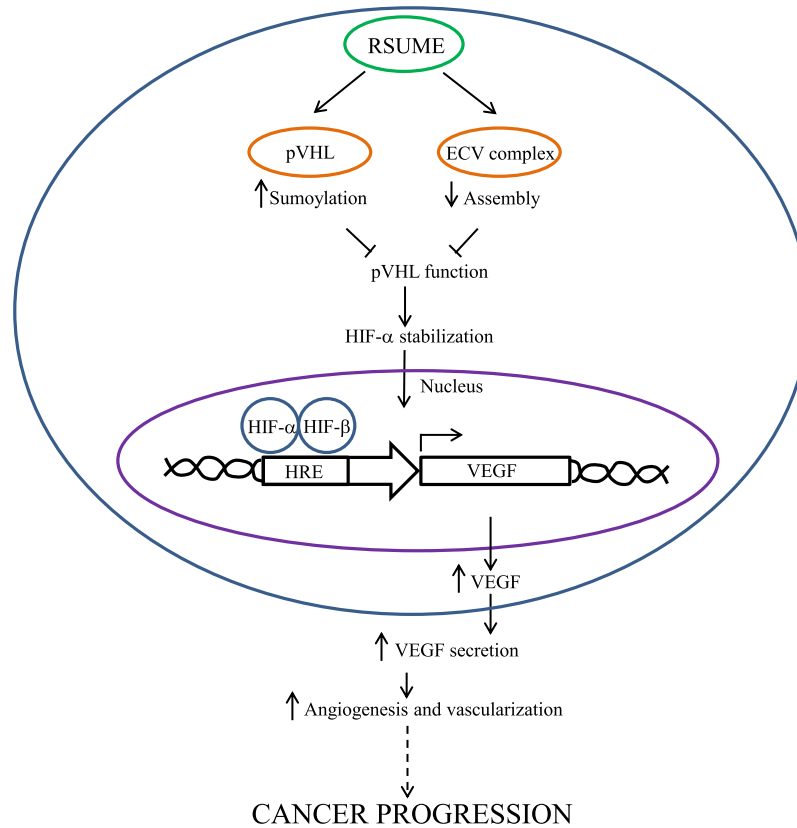 RSUME
pVHL
ECV complex
↑ Sumoylation
↓ Assembly
pVHL function
HIF-α stabilization
Nucleus
HIF-α
HIF-β
HRE
VEGF
↑ VEGF
↑ VEGF secretion
↑ Angiogenesis and vascularization
CANCER PROGRESSION